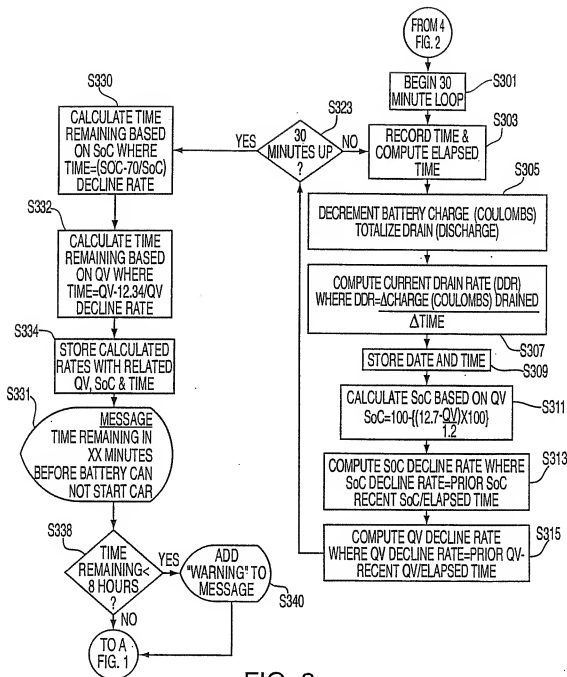 FROM 4
FIG. 2
BEGIN 30
MINUTE LOOP
S301
S323
30
MINUTES UP
?
YES
NO
RECORD TIME &
COMPUTE ELAPSED
TIME
S303
S305
DECREMENT BATTERY CHARGE (COULOMBS)
TOTALIZE DRAIN (DISCHARGE)
COMPUTE CURRENT DRAIN RATE (DDR)
WHERE DDR=∆CHARGE (COULOMBS) DRAINED
∆TIME
S307
STORE DATE AND TIME
S309
CALCULATE SoC BASED ON QV
SoC=100-{(12.7-QV)X100}
1.2
S311
COMPUTE SOC DECLINE RATE WHERE
SoC DECLINE RATE=PRIOR SoC
RECENT SoC/ELAPSED TIME
S313
COMPUTE QV DECLINE RATE
WHERE QV DECLINE RATE=PRIOR QV-
RECENT QV/ELAPSED TIME
S315
S330
CALCULATE TIME
REMAINING BASED
ON SoC WHERE
TIME=(SOC-70/SoC)
DECLINE RATE
S332
CALCULATE TIME
REMAINING BASED
ON QV WHERE
TIME=QV-12.34/QV
DECLINE RATE
S334
STORE CALCULATED
RATES WITH RELATED
QV, SoC & TIME
S331
MESSAGE
TIME REMAINING IN
XX MINUTES
BEFORE BATTERY CAN
NOT START CAR
S338
TIME
REMAINING<
8 HOURS
?
YES
NO
ADD
"WARNING" TO
MESSAGE
S340
TO A
FIG. 1